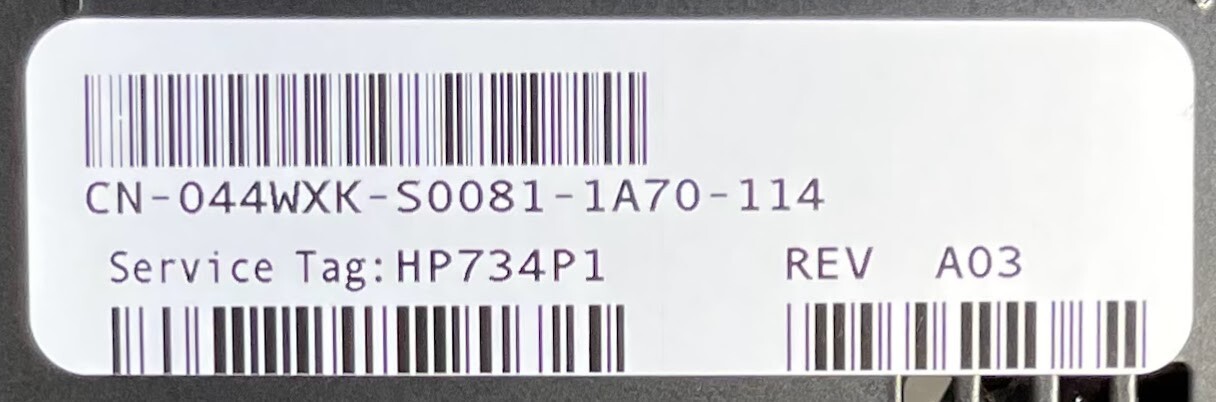 CN-044WXK-S0081-1A70-114
Service Tag:HP734P1 REV A03